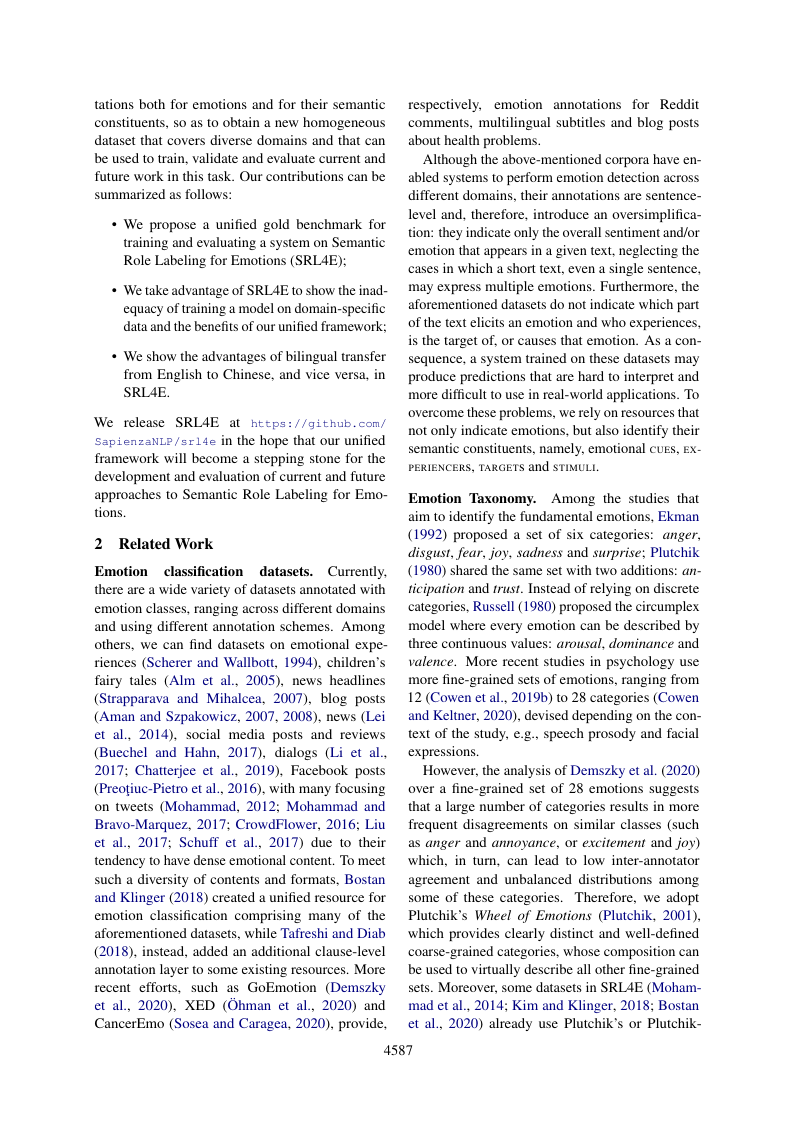 tations both for emotions and for their semantic
constituents, so as to obtain a new homogeneous
dataset that covers diverse domains and that can
be used to train, validate and evaluate current and
future work in this task. Our contributions can be
summarized as follows:
• We propose a unified gold benchmark for
training and evaluating a system on Semantic
Role Labeling for Emotions (SRL4E);
• We take advantage of SRL4E to show the inad-
equacy of training a model on domain-specific
data and the benefits of our unified framework;
• We show the advantages of bilingual transfer
from English to Chinese, and vice versa, in
SRL4E.
We release SRL4E at https://github.com/
SapienzaNLP/srl4e in the hope that our unified
framework will become a stepping stone for the
development and evaluation of current and future
approaches to Semantic Role Labeling for Emo-
tions.
2 Related Work
Emotion classification datasets. Currently,
there are a wide variety of datasets annotated with
emotion classes, ranging across different domains
and using different annotation schemes. Among
others, we can find datasets on emotional expe-
riences (Scherer and Wallbott, 1994), children's
fairy tales (Alm et al., 2005), news headlines
(Strapparava and Mihalcea, 2007), blog posts
(Aman and Szpakowicz, 2007, 2008), news (Lei
et al., 2014), social media posts and reviews
(Buechel and Hahn, 2017), dialogs (Li et al.,
2017; Chatterjee et al., 2019), Facebook posts
(Preoţiuc-Pietro et al., 2016), with many focusing
on tweets (Mohammad, 2012; Mohammad and
Bravo-Marquez, 2017; CrowdFlower, 2016; Liu
et al., 2017; Schuff et al., 2017) due to their
tendency to have dense emotional content. To meet
such a diversity of contents and formats, Bostan
and Klinger (2018) created a unified resource for
emotion classification comprising many of the
aforementioned datasets, while Tafreshi and Diab
(2018), instead, added an additional clause-level
annotation layer to some existing resources. More
recent efforts, such as GoEmotion (Demszky
et al., 2020), XED (Öhman et al., 2020) and
CancerEmo (Sosea and Caragea, 2020), provide,
respectively, emotion annotations for Reddit
comments, multilingual subtitles and blog posts
about health problems.
Although the above-mentioned corpora have en-
abled systems to perform emotion detection across
different domains, their annotations are sentence-
level and, therefore, introduce an oversimplifica-
tion: they indicate only the overall sentiment and/or
emotion that appears in a given text, neglecting the
cases in which a short text, even a single sentence,
may express multiple emotions. Furthermore, the
aforementioned datasets do not indicate which part
of the text elicits an emotion and who experiences,
is the target of, or causes that emotion. As a con-
sequence, a system trained on these datasets may
produce predictions that are hard to interpret and
more difficult to use in real-world applications. To
overcome these problems, we rely on resources that
not only indicate emotions, but also identify their
semantic constituents, namely, emotional CUES, EX-
PERIENCERS, TARGETS and STIMULI.
Emotion Taxonomy. Among the studies that
aim to identify the fundamental emotions, Ekman
(1992) proposed a set of six categories: anger,
disgust, fear, joy, sadness and surprise; Plutchik
(1980) shared the same set with two additions: an-
ticipation and trust. Instead of relying on discrete
categories, Russell (1980) proposed the circumplex
model where every emotion can be described by
three continuous values: arousal, dominance and
valence. More recent studies in psychology use
more fine-grained sets of emotions, ranging from
12 (Cowen et al., 2019b) to 28 categories (Cowen
and Keltner, 2020), devised depending on the con-
text of the study, e.g., speech prosody and facial
expressions.
However, the analysis of Demszky et al. (2020)
over a fine-grained set of 28 emotions suggests
that a large number of categories results in more
frequent disagreements on similar classes (such
as anger and annoyance, or excitement and joy)
which, in turn, can lead to low inter-annotator
agreement and unbalanced distributions among
some of these categories. Therefore, we adopt
Plutchik's Wheel of Emotions (Plutchik, 2001),
which provides clearly distinct and well-defined
coarse-grained categories, whose composition can
be used to virtually describe all other fine-grained
sets. Moreover, some datasets in SRL4E (Moham-
mad et al., 2014; Kim and Klinger, 2018; Bostan
et al., 2020) already use Plutchik's or Plutchik-
4587